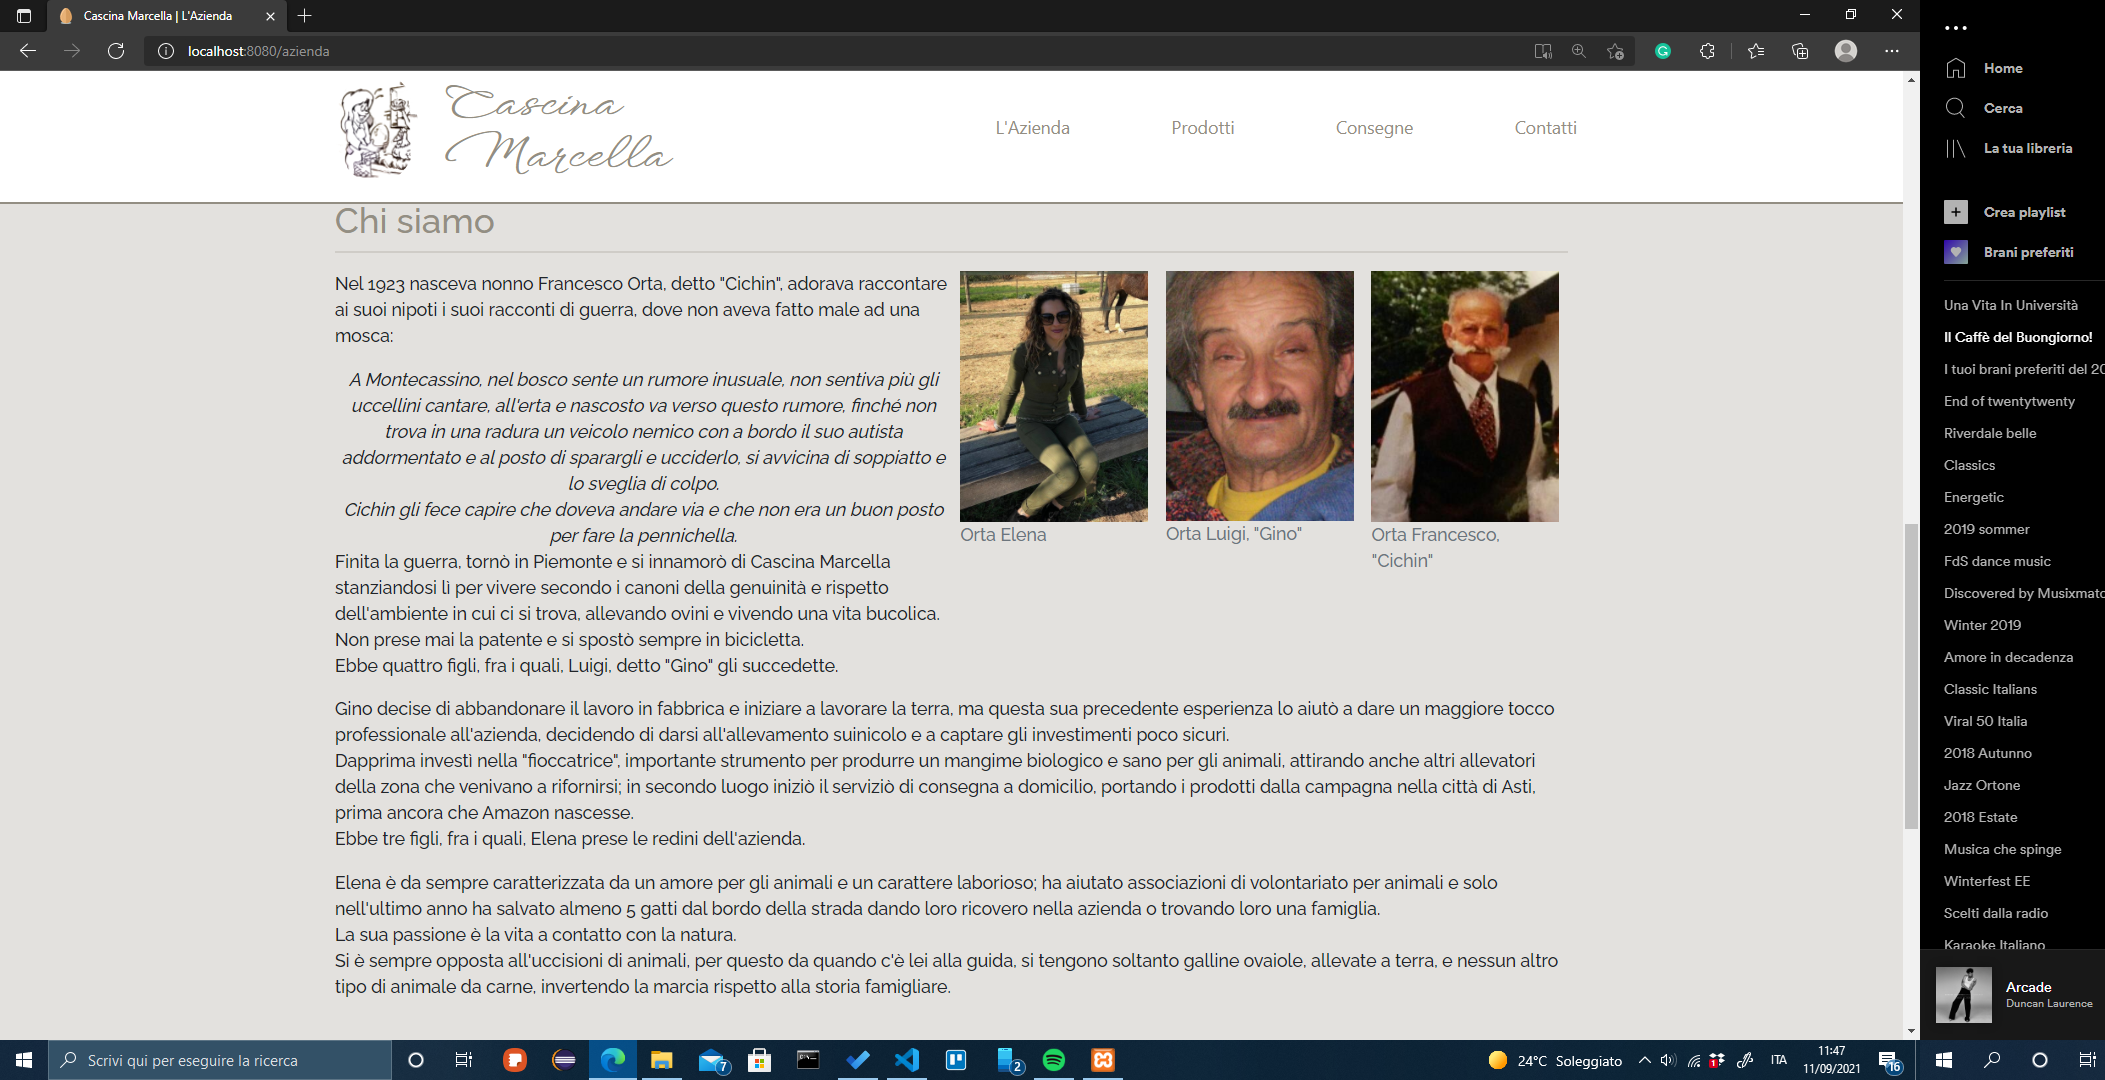 Cascina Marcella | L'Azienda
localhost:8080/azienda
Cascina
Marcella
L'Azienda
Prodotti
Consegne
Contatti
Chi siamo
Nel 1923 nasceva nonno Francesco Orta, detto "Cichin", adorava raccontare
ai suoi nipoti i suoi racconti di guerra, dove non aveva fatto male ad una
mosca:
A Montecassino, nel bosco sente un rumore inusuale, non sentiva più gli
uccellini cantare, all'erta e nascosto va verso questo rumore, finché non
trova in una radura un veicolo nemico con a bordo il suo autista
addormentato e al posto di sparargli e ucciderlo, si avvicina di soppiatto e
lo sveglia di colpo.
Cichin gli fece capire che doveva andare via e che non era un buon posto
per fare la pennichella.
Finita la guerra, tornò in Piemonte e si innamorò di Cascina Marcella
stanziandosi lì per vivere secondo i canoni della genuinità e rispetto
dell'ambiente in cui ci si trova, allevando ovini e vivendo una vita bucolica.
Non prese mai la patente e si spostò sempre in bicicletta.
Ebbe quattro figli, fra i quali, Luigi, detto "Gino" gli succedette.
Orta Elena
Orta Luigi, "Gino"
Orta Francesco,
"Cichin"
Gino decise di abbandonare il lavoro in fabbrica e iniziare a lavorare la terra, ma questa sua precedente esperienza lo aiutò a dare un maggiore tocco
professionale all'azienda, decidendo di darsi all'allevamento suinicolo e a captare gli investimenti poco sicuri.
Dapprima investì nella "fioccatrice", importante strumento per produrre un mangime biologico e sano per gli animali, attirando anche altri allevatori
della zona che venivano a rifornirsi; in secondo luogo iniziò il serviziò di consegna a domicilio, portando i prodotti dalla campagna nella città di Asti,
prima ancora che Amazon nascesse.
Ebbe tre figli, fra i quali, Elena prese le redini dell'azienda.
Elena è da sempre caratterizzata da un amore per gli animali e un carattere laborioso; ha aiutato associazioni di volontariato per animali e solo
nell'ultimo anno ha salvato almeno 5 gatti dal bordo della strada dando loro ricovero nella azienda o trovando loro una famiglia.
La sua passione è la vita a contatto con la natura.
Si è sempre opposta all'uccisioni di animali, per questo da quando c'è lei alla guida, si tengono soltanto galline ovaiole, allevate a terra, e nessun altro
tipo di animale da carne, invertendo la marcia rispetto alla storia famigliare.
Home
Cerca
La tua libreria
Crea playlist
Brani preferiti
Una Vita In Università
Il Caffè del Buongiorno!
I tuoi brani preferiti del 20
End of twentytwenty
Riverdale belle
Classics
Energetic
2019 sommer
FdS dance music
Discovered by Musixmatc
Winter 2019
Amore in decadenza
Classic Italians
Viral 50 Italia
2018 Autunno
Jazz Ortone
2018 Estate
Musica che spinge
Winterfest EE
Scelti dalla radio
Karaoke Italiano
Arcade
Duncan Laurence
Scrivi qui per eseguire la ricerca
7
2
24°C Soleggiato
1
ITA
11:47
11/09/2021
16